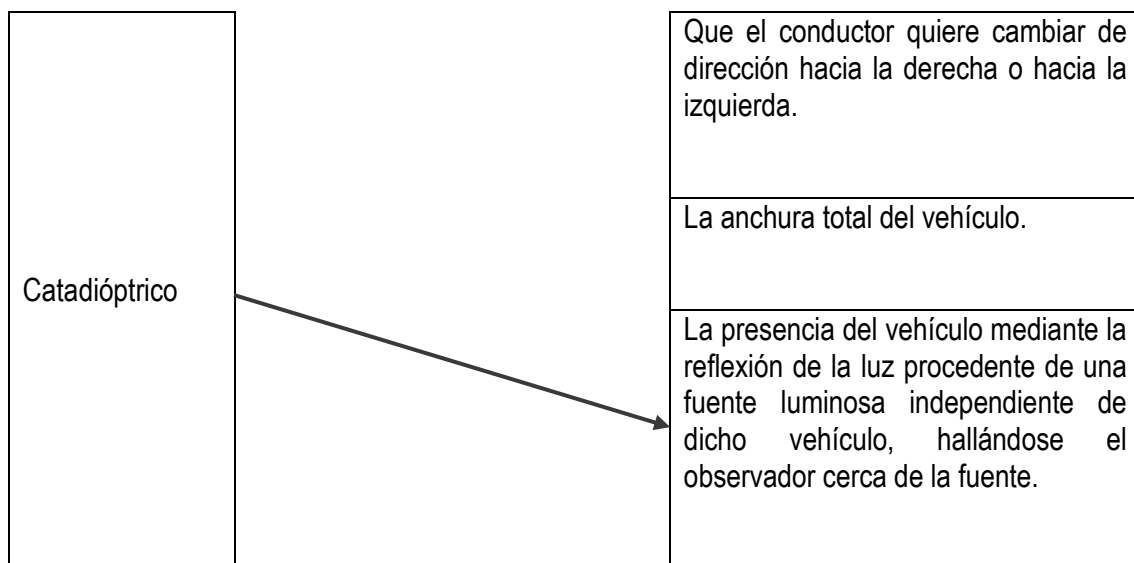 Que el conductor quiere cambiar de
dirección hacia la derecha o hacia la
izquierda.
La anchura total del vehículo.
Catadióptrico
La presencia del vehículo mediante la
reflexión de la luz procedente de una
fuente luminosa independiente de
dicho vehículo, hallándose el
observador cerca de la fuente.